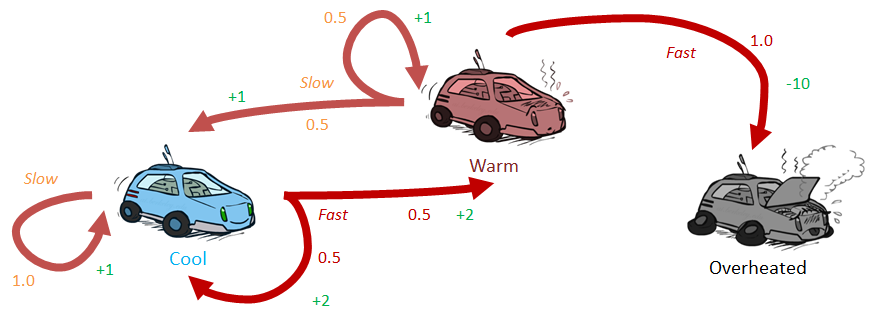 0.5
+1
Fast
1.0
-10
Slow
+1
0.5
Warm
Slow
1.0
+1
Cool
Fast
0.5
+2
0.5
+2
Overheated